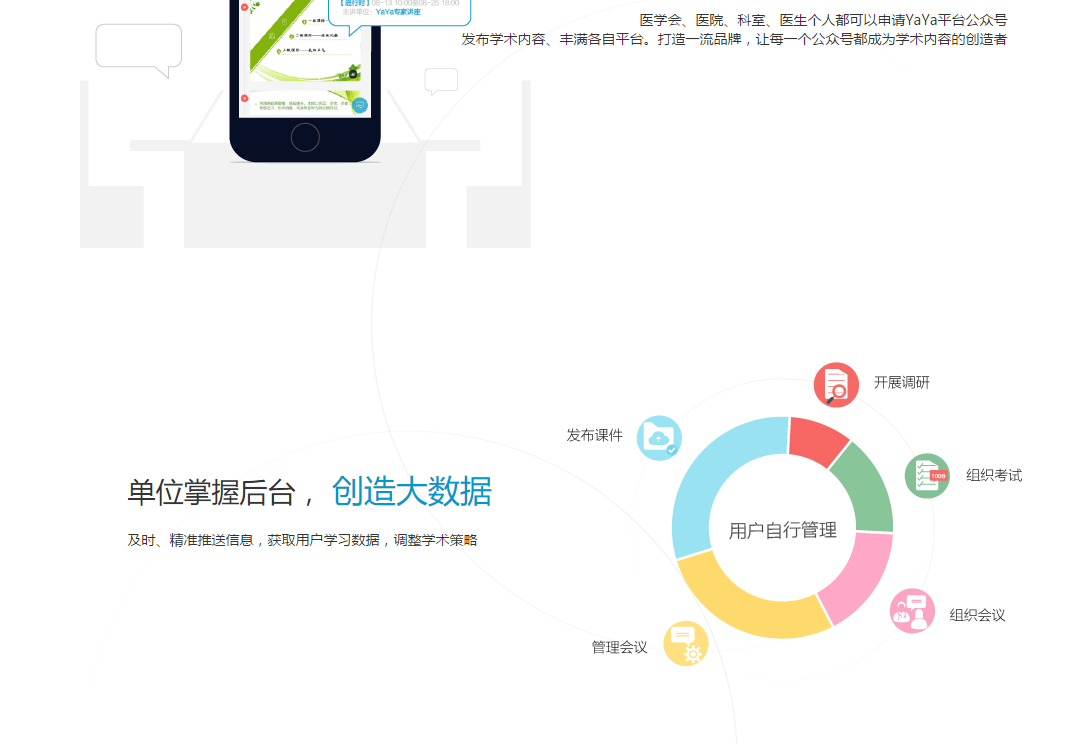 【进行时】08-13 10:00至08-25 18:00
主讲单位：YaYa专家讲座
医学会、医院、科室、医生个人都可以申请YaYa平台公众号
发布学术内容、丰满各自平台。打造一流品牌，让每一个公众号都成为学术内容的创造者
开展调研
发布课件
组织考试
100分
单位掌握后台， 创造大数据
及时、精准推送信息，获取用户学习数据，调整学术策略
用户自行管理
组织会议
管理会议